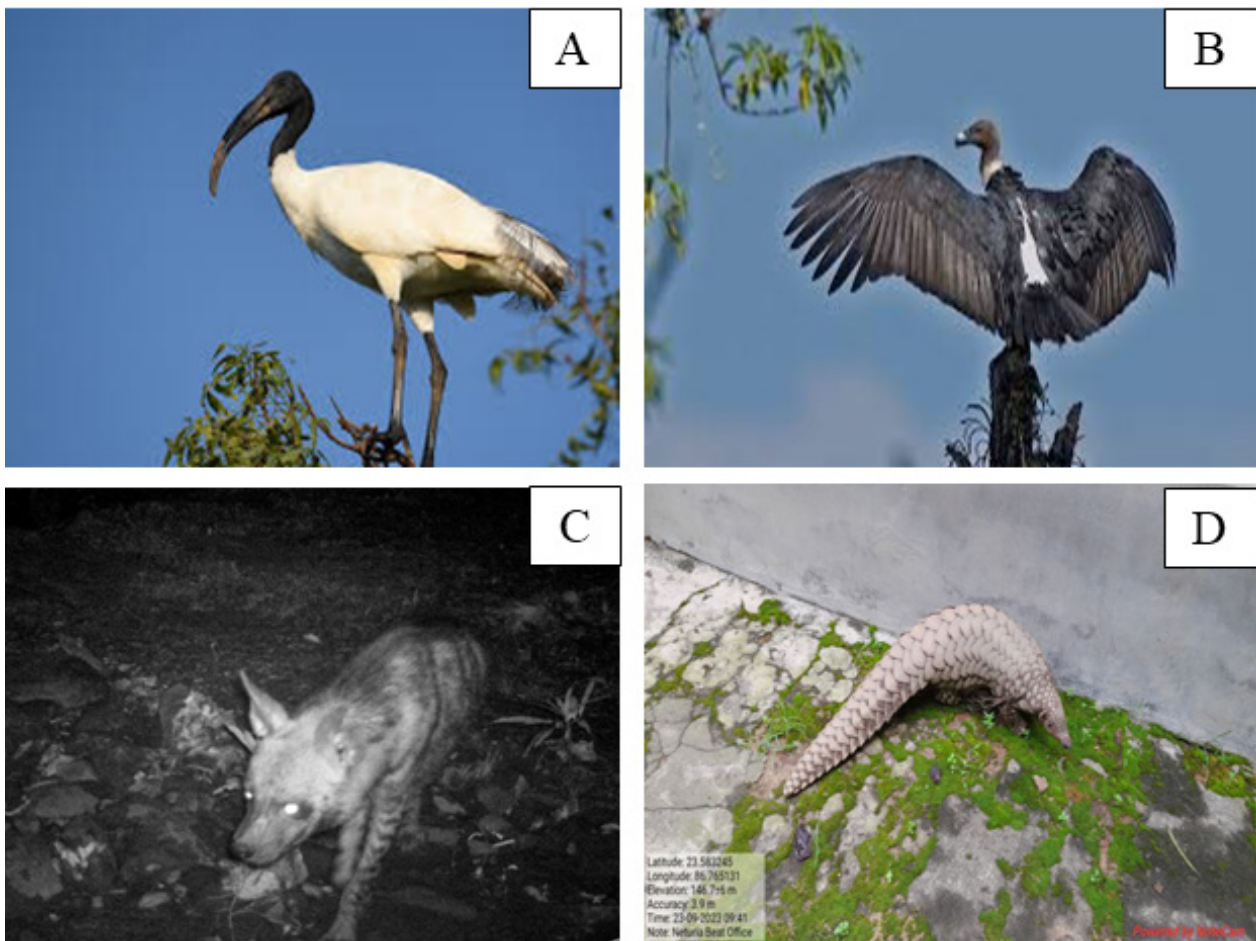 A
B
C
D
Latitude: 23.583245
Longitude: 86.765131
Elevation: 146.7±6 m
Accuracy: 3.9 m
Time: 23-09-2023 09:41
Note: Neturia Beat Office
Powered by NoteCam